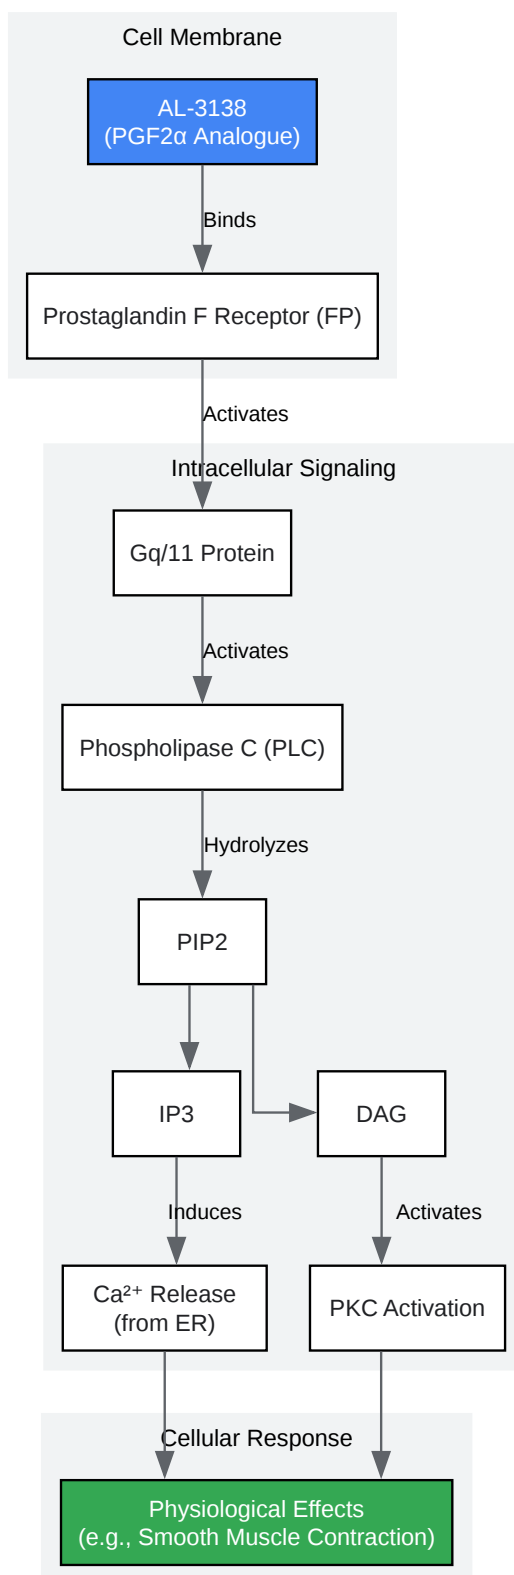 Cell Membrane
AL-3138
(PGF2α Analogue)
Binds
Prostaglandin F Receptor (FP)
Activates
Intracellular Signaling
Gq/11 Protein
Activates
Phospholipase C (PLC)
Hydrolyzes
PIP2
IP3
DAG
Induces
Activates
Ca²⁺ Release
(from ER)
PKC Activation
Cellular Response
Physiological Effects
(e.g., Smooth Muscle Contraction)